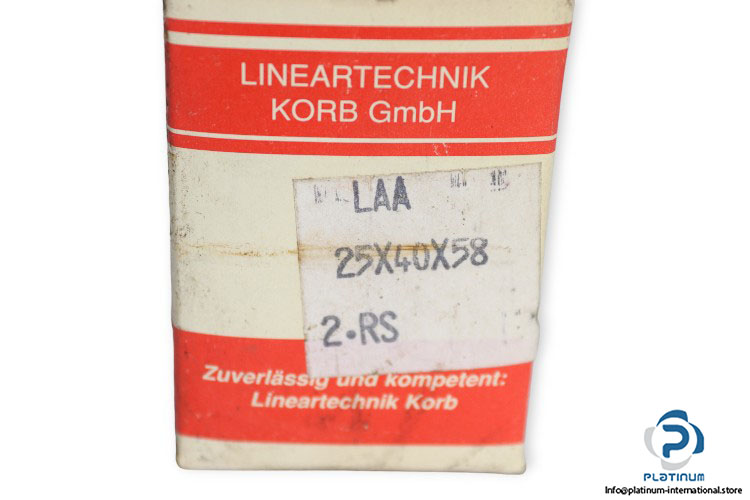 LINEARTECHNIK
KORB GmbH
LAA
25X40X58
2.RS
Zuverlässig und kompetent:
Lineartechnik Korb
PLATINUM
Info@platinum-international.store